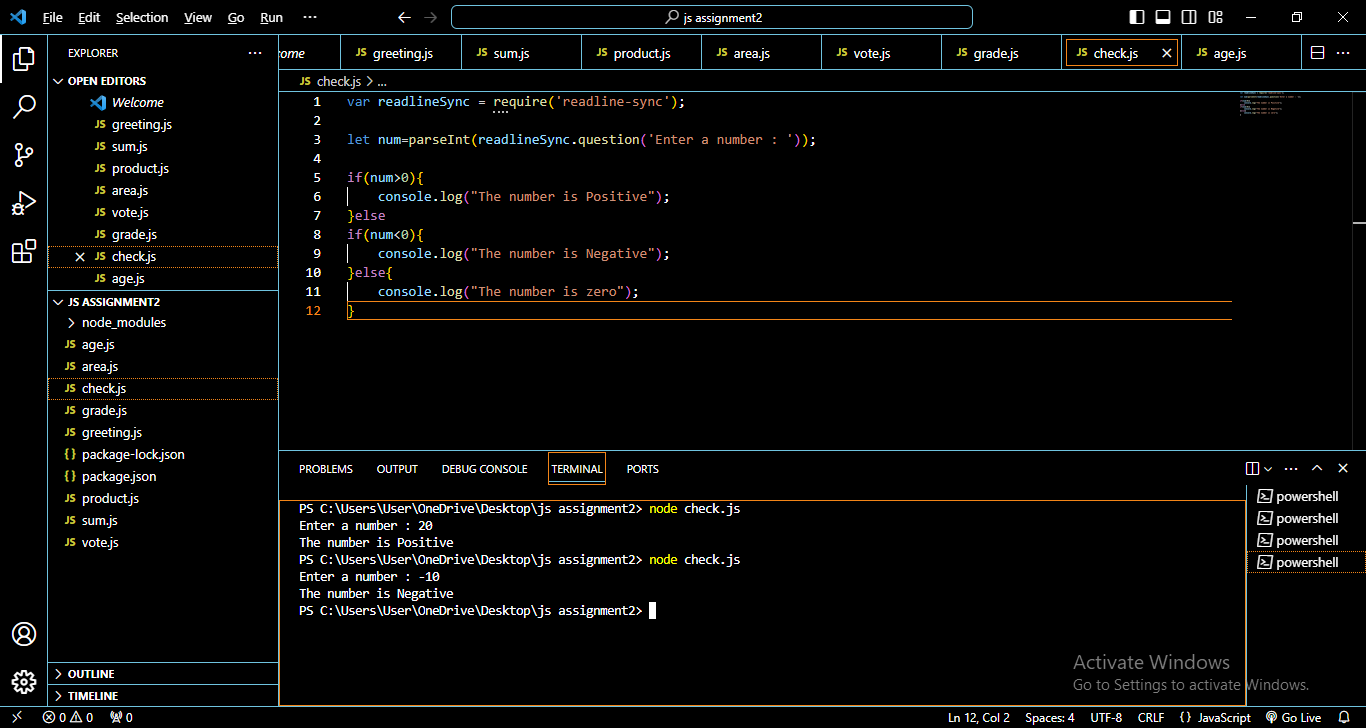 File Edit Selection View Go Run ··· js assignment2
EXPLORER ···
OPEN EDITORS
Welcome
JS greeting.js
JS sum.js
JS product.js
JS area.js
JS vote.js
JS grade.js
JS check.js
JS age.js
JS ASSIGNMENT2
node_modules
JS age.js
JS area.js
JS check.js
JS grade.js
JS greeting.js
{} package-lock.json
{} package.json
JS product.js
JS sum.js
JS vote.js
OUTLINE
TIMELINE
ome JS greeting.js JS sum.js JS product.js JS area.js JS vote.js JS grade.js JS check.js JS age.js ···
JS check.js > ...
1 var readlineSync = require('readline-sync');
2
3 let num=parseInt(readlineSync.question('Enter a number : '));
4
5 if(num>0){
6 console.log("The number is Positive");
7 }else
8 if(num<0){
9 console.log("The number is Negative");
10 }else{
11 console.log("The number is zero");
12 }
PROBLEMS OUTPUT DEBUG CONSOLE TERMINAL PORTS
PS C:\Users\User\OneDrive\Desktop\js assignment2> node check.js
Enter a number : 20
The number is Positive
PS C:\Users\User\OneDrive\Desktop\js assignment2> node check.js
Enter a number : -10
The number is Negative
PS C:\Users\User\OneDrive\Desktop\js assignment2>
powershell
powershell
powershell
powershell
Activate Windows
Go to Settings to activate Windows.
0 0 0 Ln 12, Col 2 Spaces: 4 UTF-8 CRLF {} JavaScript Go Live